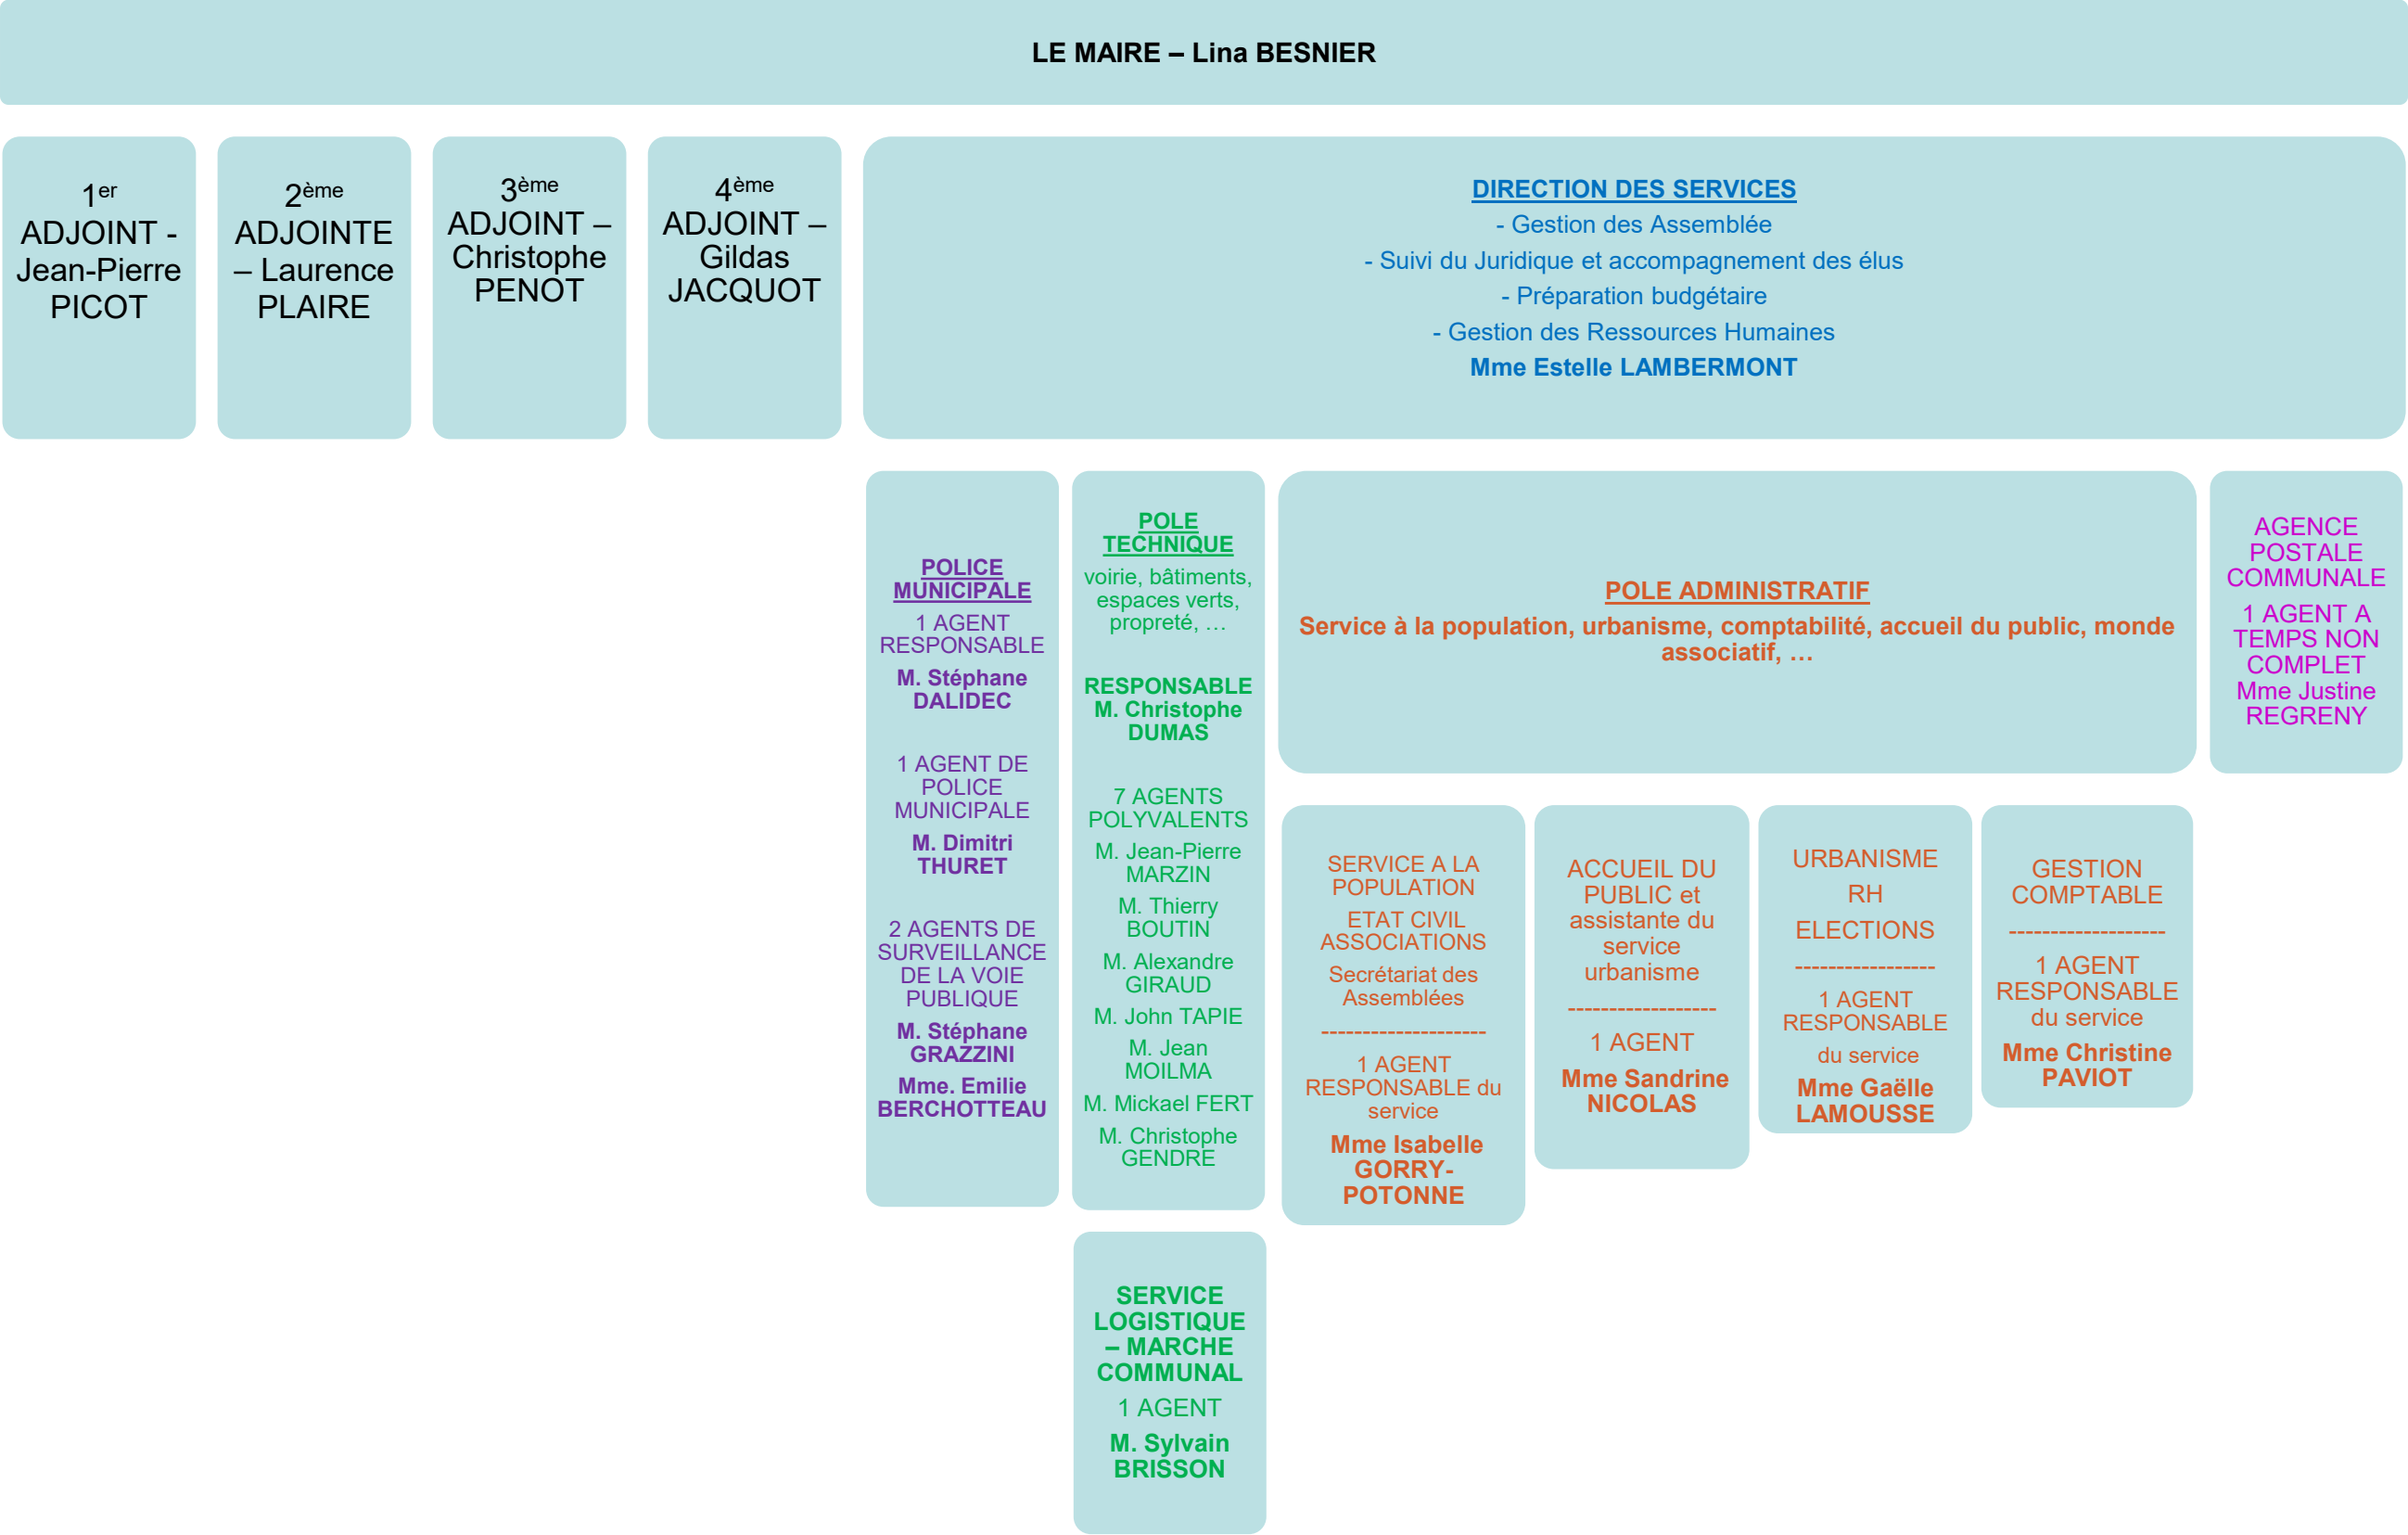 LE MAIRE – Lina BESNIER
1er
ADJOINT -
Jean-Pierre
PICOT
2ème
ADJOINTE
– Laurence
PLAIRE
3ème
ADJOINT –
Christophe
PENOT
4ème
ADJOINT –
Gildas
JACQUOT
DIRECTION DES SERVICES
- Gestion des Assemblée
- Suivi du Juridique et accompagnement des élus
- Préparation budgétaire
- Gestion des Ressources Humaines
Mme Estelle LAMBERMONT
POLICE
MUNICIPALE
1 AGENT
RESPONSABLE
M. Stéphane
DALIDEC
1 AGENT DE
POLICE
MUNICIPALE
M. Dimitri
THURET
2 AGENTS DE
SURVEILLANCE
DE LA VOIE
PUBLIQUE
M. Stéphane
GRAZZINI
Mme. Emilie
BERCHOTTEAU
POLE
TECHNIQUE
voirie, bâtiments,
espaces verts,
propreté, …
RESPONSABLE
M. Christophe
DUMAS
7 AGENTS
POLYVALENTS
M. Jean-Pierre
MARZIN
M. Thierry
BOUTIN
M. Alexandre
GIRAUD
M. John TAPIE
M. Jean
MOILMA
M. Mickael FERT
M. Christophe
GENDRE
SERVICE
LOGISTIQUE
– MARCHE
COMMUNAL
1 AGENT
M. Sylvain
BRISSON
POLE ADMINISTRATIF
Service à la population, urbanisme, comptabilité, accueil du public, monde
associatif, …
SERVICE A LA
POPULATION
ETAT CIVIL
ASSOCIATIONS
Secrétariat des
Assemblées
--------------------
1 AGENT
RESPONSABLE du
service
Mme Isabelle
GORRY-
POTONNE
ACCUEIL DU
PUBLIC et
assistante du
service
urbanisme
------------------
1 AGENT
Mme Sandrine
NICOLAS
URBANISME
RH
ELECTIONS
-----------------
1 AGENT
RESPONSABLE
du service
Mme Gaëlle
LAMOUSSE
GESTION
COMPTABLE
-------------------
1 AGENT
RESPONSABLE
du service
Mme Christine
PAVIOT
AGENCE
POSTALE
COMMUNALE
1 AGENT A
TEMPS NON
COMPLET
Mme Justine
REGRENY